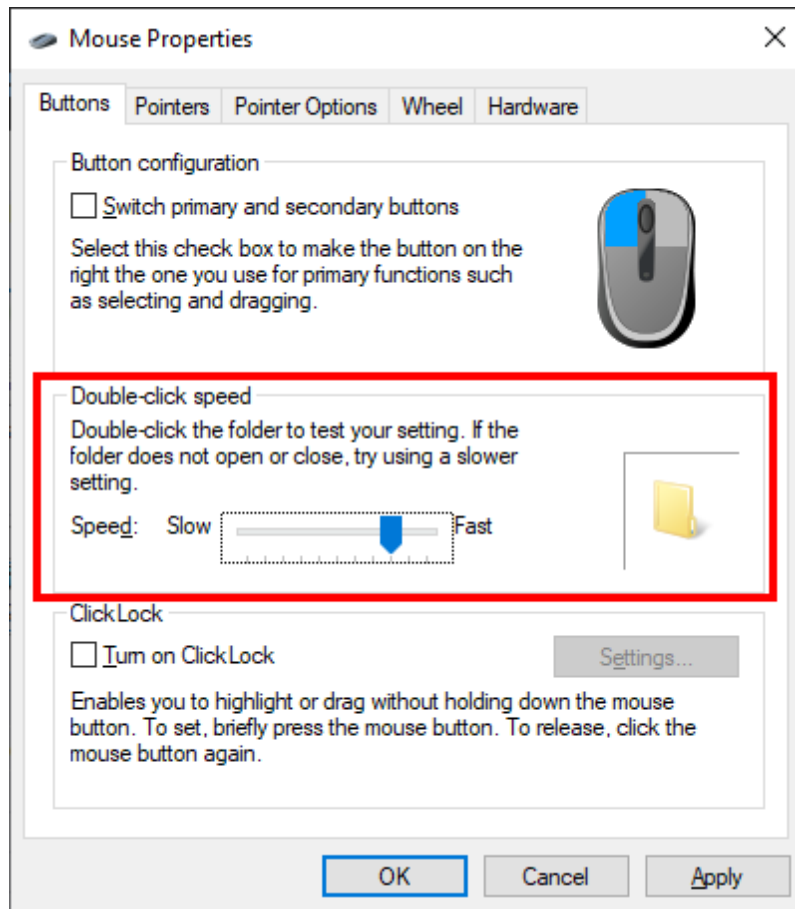 Mouse Properties
Buttons Pointers Pointer Options Wheel Hardware
Button configuration
Switch primary and secondary buttons
Select this check box to make the button on the
right the one you use for primary functions such
as selecting and dragging.
Double-click speed
Double-click the folder to test your setting. If the
folder does not open or close, try using a slower
setting.
Speed: Slow Fast
ClickLock
Turn on ClickLock
Settings...
Enables you to highlight or drag without holding down the mouse
button. To set, briefly press the mouse button. To release, click the
mouse button again.
OK Cancel Apply